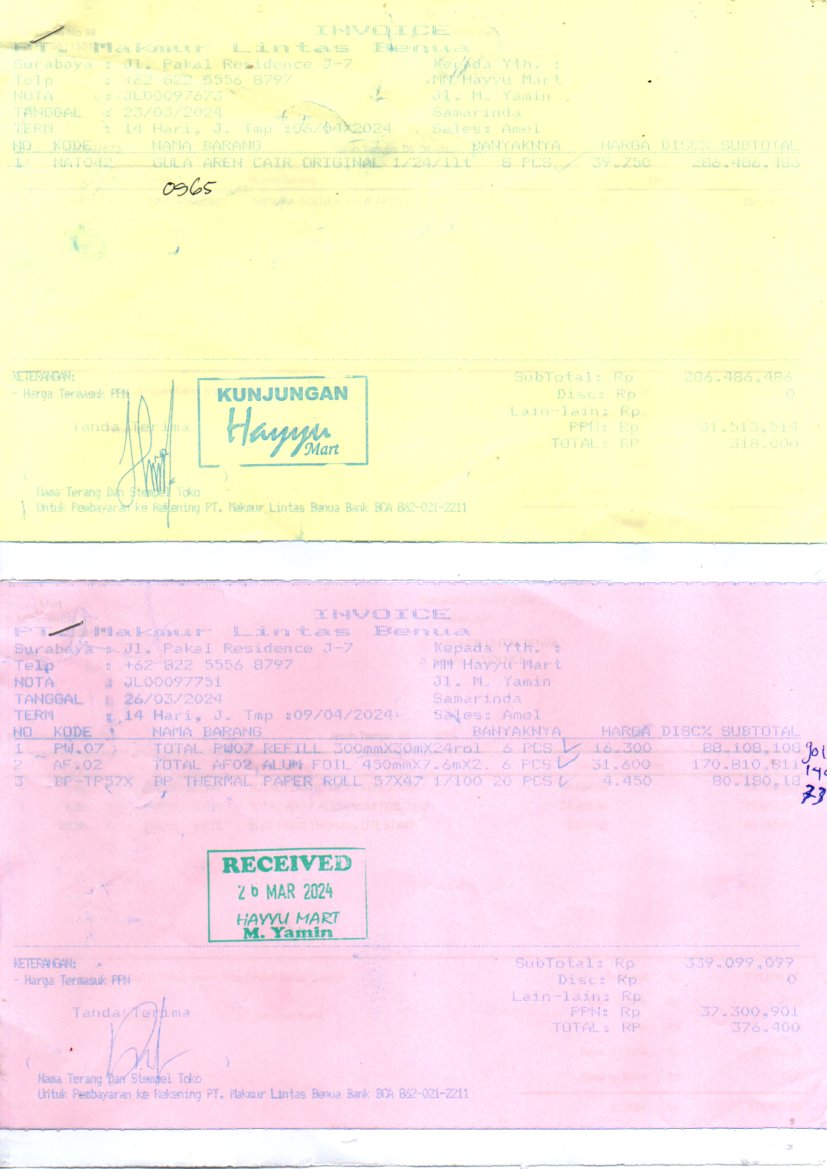 INVOICE
PT. Makmur Lintas Benua
Surabaya : Jl. Pakal Residence J-7 Kepada Yth. :
Telp : +62 822 5556 8797 MM Hayyu Mart
NOTA : JL00097673 Jl. M. Yamin
TANGGAL : 23/03/2024 Samarinda
TERM : 14 Hari, J. Tmp :06/04/2024 Sales: Amel
NO KODE NAMA BARANG BANYAKNYA HARGA DISC% SUBTOTAL
1 NAT042 GULA AREN CAIR ORIGINAL 1/24/1lt 8 PCS 39.750 286.486,486
0965
KETERANGAN:
- Harga Termasuk PPN
SubTotal: Rp 286.486,486
Disc: Rp 0
Lain-lain: Rp
PPN: Rp 31.513,514
TOTAL: RP 318.000
Tanda Terima
KUNJUNGAN
Hayyu
Mart
Nama Terang Dan Stempel Toko
Untuk Pembayaran ke Rekening PT. Makmur Lintas Benua Bank BCA 862-021-2211
INVOICE
PT. Makmur Lintas Benua
Surabaya : Jl. Pakal Residence J-7 Kepada Yth. :
Telp : +62 822 5556 8797 MM Hayyu Mart
NOTA : JL00097751 Jl. M. Yamin
TANGGAL : 26/03/2024 Samarinda
TERM : 14 Hari, J. Tmp :09/04/2024 Sales: Amel
NO KODE NAMA BARANG BANYAKNYA HARGA DISC% SUBTOTAL
1 PW.07 TOTAL PW07 REFILL 300mmX30mX24rol 6 PCS 16.300 88.108,108
2 AF.02 TOTAL AF02 ALUM FOIL 450mmX7.6mX2. 6 PCS 31.600 170.810,811
3 BP-TP57X BP THERMAL PAPER ROLL 57X47 1/100 20 PCS 4.450 80.180,18
RECEIVED
26 MAR 2024
HAYYU MART
M. Yamin
KETERANGAN:
- Harga Termasuk PPN
SubTotal: Rp 339.099,099
Disc: Rp 0
Lain-lain: Rp
PPN: Rp 37.300,901
TOTAL: RP 376.400
Tanda Terima
( )
Nama Terang Dan Stempel Toko
Untuk Pembayaran ke Rekening PT. Makmur Lintas Benua Bank BCA 862-021-2211